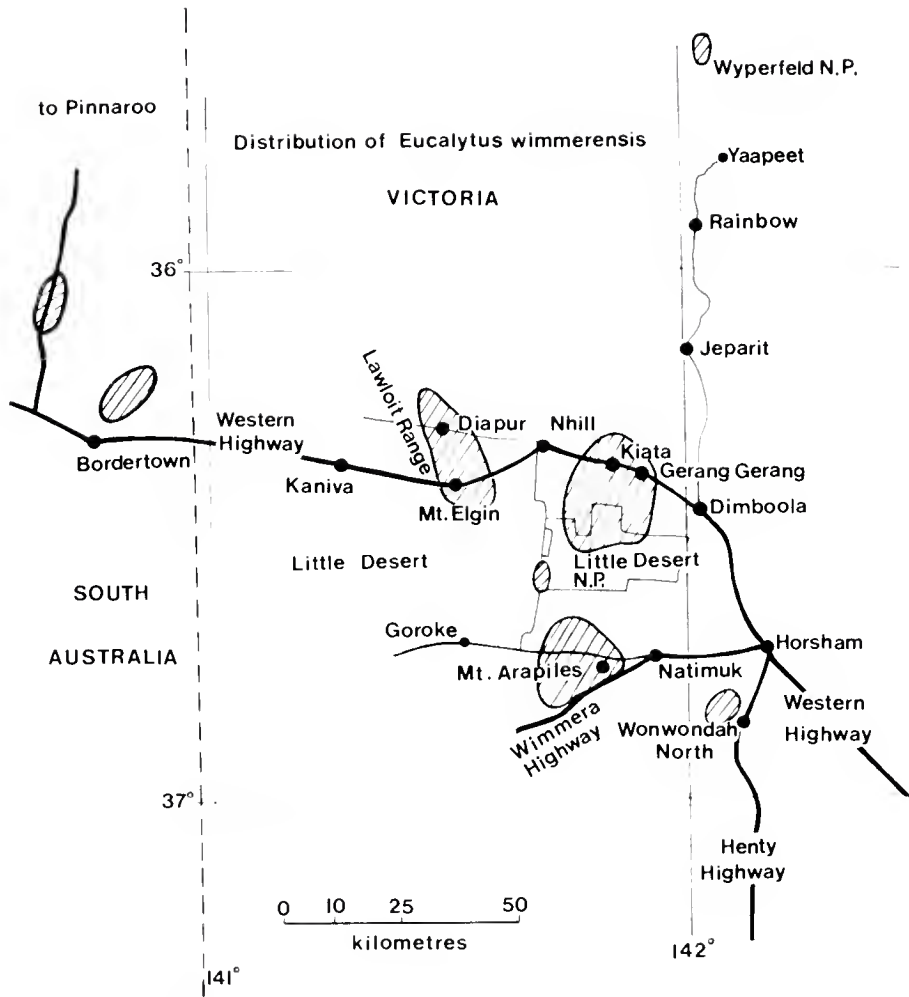 Wyperfeld N.P.
to Pinnaroo
Distribution of Eucalytus wimmerensis
Yaapeet
VICTORIA
Rainbow
36°
Jeparit
Lawloit Range
Western
Highway
Diapur
Nhill
Kiata
Bordertown
Kaniva
Gerang Gerang
Mt. Elgin
Dimboola
Little Desert
Little Desert
N.P.
SOUTH
AUSTRALIA
Goroke
Horsham
Mt. Arapiles
Natimuk
Wimmera
Highway
Western
Highway
Wonwondah
North
37°
Henty
Highway
0 10 25 50
kilometres
142°
141°